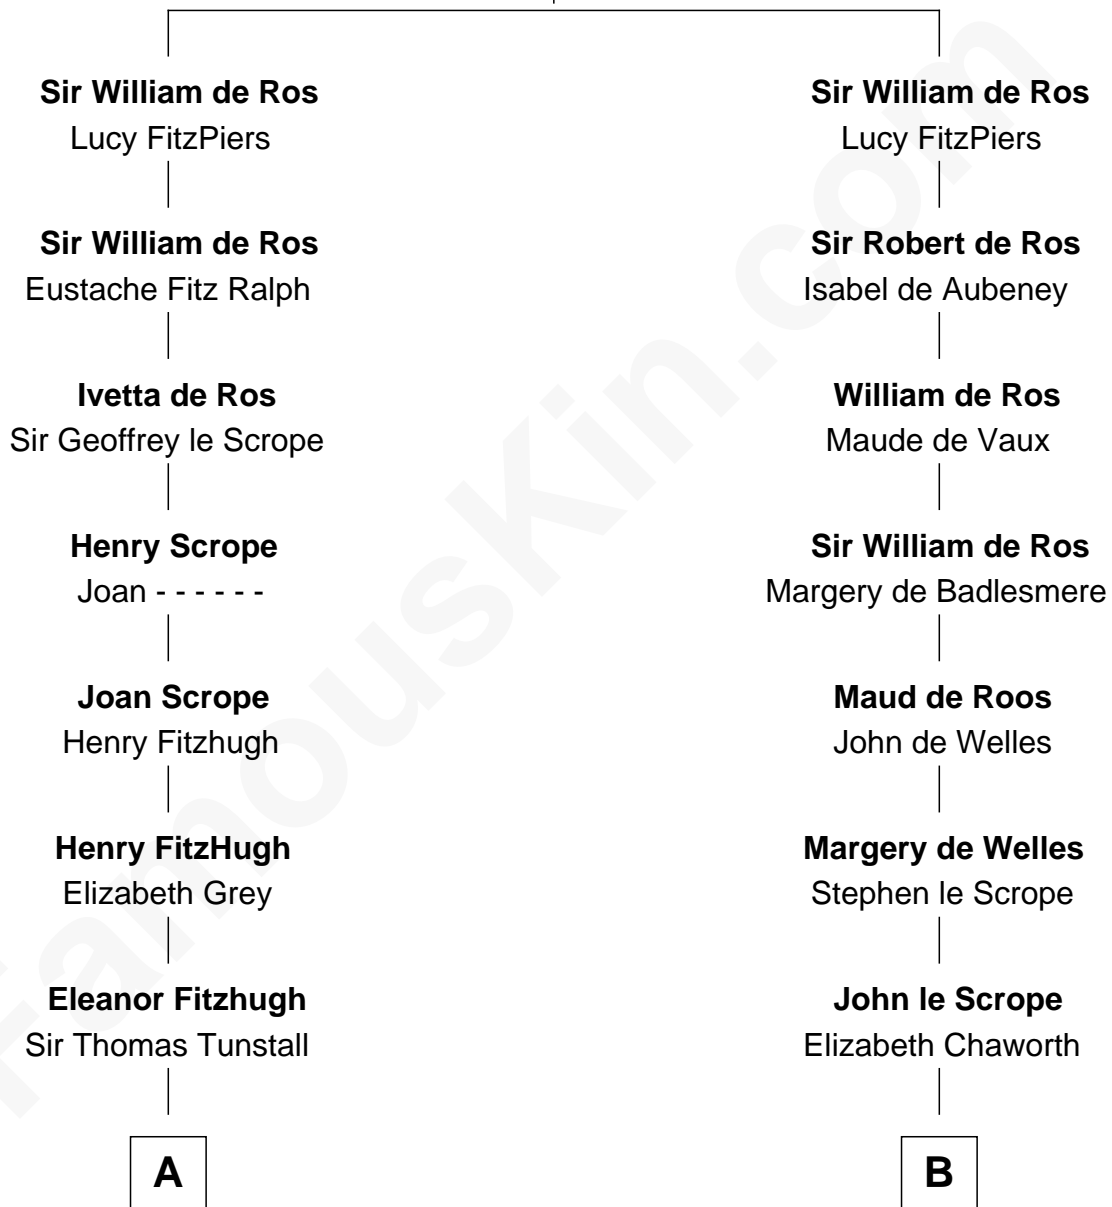 Sir William de Ros
Lucy FitzPiers
Sir William de Ros
Eustache Fitz Ralph
Ivetta de Ros
Sir Geoffrey le Scrope
Henry Scrope
Joan - - - - - -
Joan Scrope
Henry Fitzhugh
Henry FitzHugh
Elizabeth Grey
Eleanor Fitzhugh
Sir Thomas Tunstall
A
Sir William de Ros
Lucy FitzPiers
Sir Robert de Ros
Isabel de Aubeney
William de Ros
Maude de Vaux
Sir William de Ros
Margery de Badlesmere
Maud de Roos
John de Welles
Margery de Welles
Stephen le Scrope
John le Scrope
Elizabeth Chaworth
B
FamousKin.com